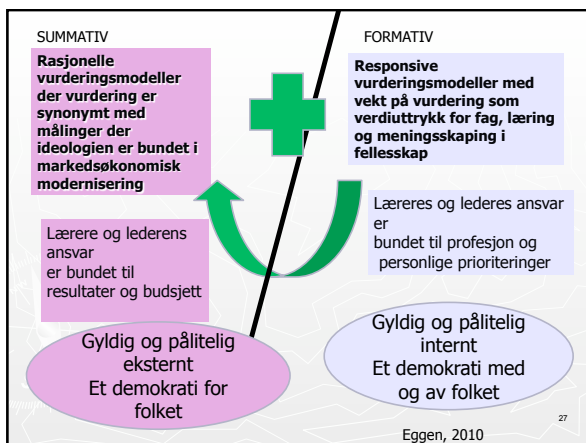 SUMMATIV
Rasjonelle
vurderingsmodeller
der vurdering er
synonymt med
målinger der
ideologien er bundet i
markedsøkonomisk
modernisering
Lærere og lederens
ansvar
er bundet til
resultater og budsjett
Gyldig og pålitelig
eksternt
Et demokrati for
folket
FORMATIV
Responsive
vurderingsmodeller med
vekt på vurdering som
verdiuttrykk for fag, læring
og meningsskaping i
fellesskap
Læreres og lederes ansvar
er
bundet til profesjon og
personlige prioriteringer
Gyldig og pålitelig
internt
Et demokrati med
og av folket
27
Eggen, 2010